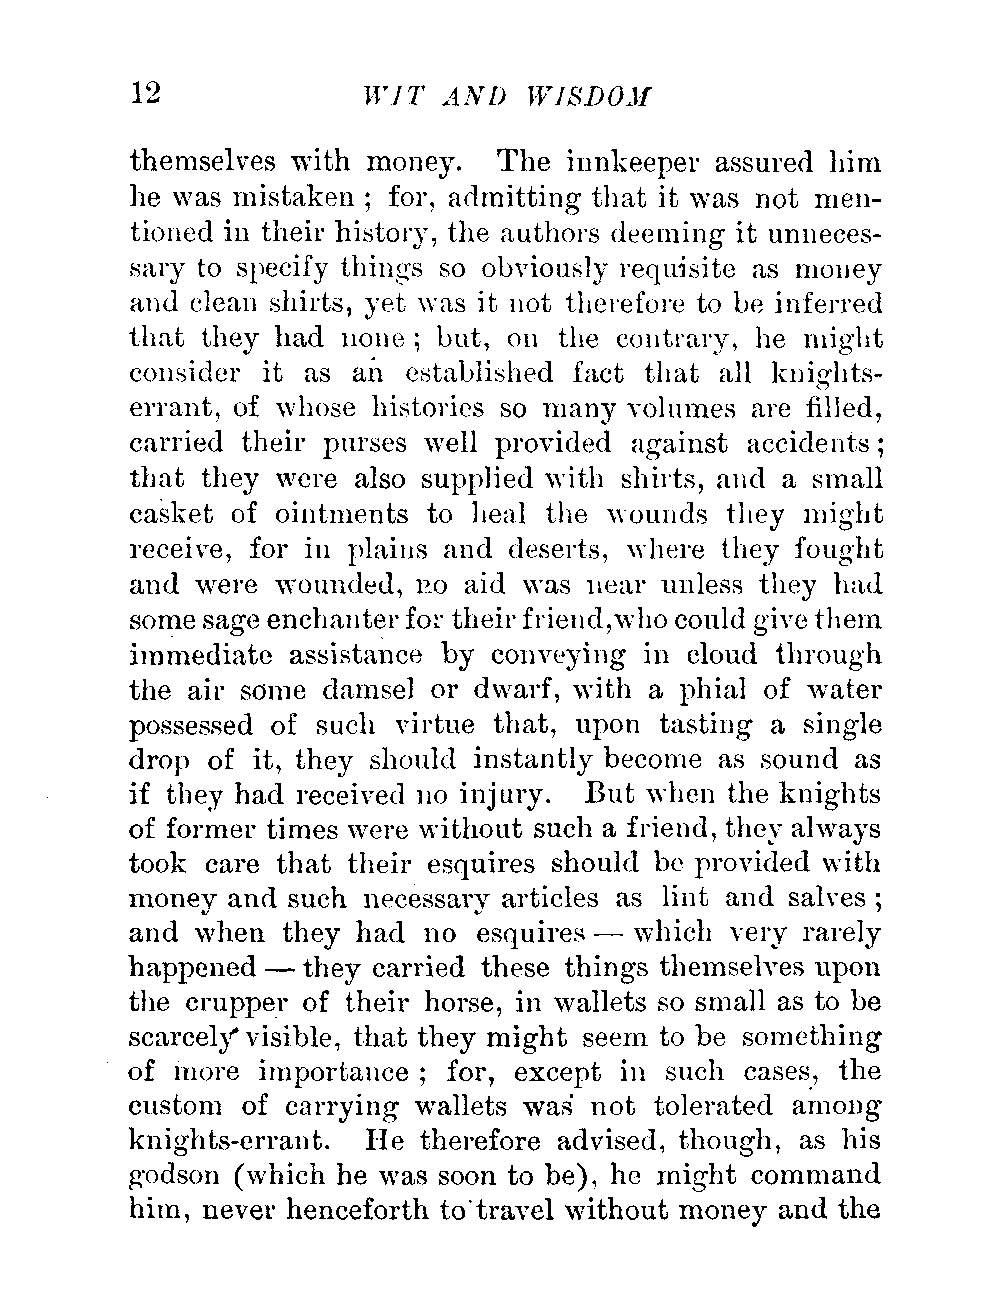 12 WIT AND WISDOM
themselves with money. The innkeeper assured him
he was mistaken ; for, admitting that it was not men-
tioned in their history, the authors deeming it unneces-
sary to specify things so obviously requisite as money
and clean shirts, yet was it not therefore to be inferred
that they had none ; but, on the contrary, he might
consider it as an established fact that all knights-
errant, of whose histories so many volumes are filled,
carried their purses well provided against accidents ;
that they were also supplied with shirts, and a small
casket of ointments to heal the wounds they might
receive, for in plains and deserts, where they fought
and were wounded, no aid was near unless they had
some sage enchanter for their friend, who could give them
immediate assistance by conveying in cloud through
the air some damsel or dwarf, with a phial of water
possessed of such virtue that, upon tasting a single
drop of it, they should instantly become as sound as
if they had received no injury. But when the knights
of former times were without such a friend, they always
took care that their esquires should be provided with
money and such necessary articles as lint and salves ;
and when they had no esquires — which very rarely
happened — they carried these things themselves upon
the crupper of their horse, in wallets so small as to be
scarcely visible, that they might seem to be something
of more importance ; for, except in such cases, the
custom of carrying wallets was not tolerated among
knights-errant. He therefore advised, though, as his
godson (which he was soon to be), he might command
him, never henceforth to travel without money and the